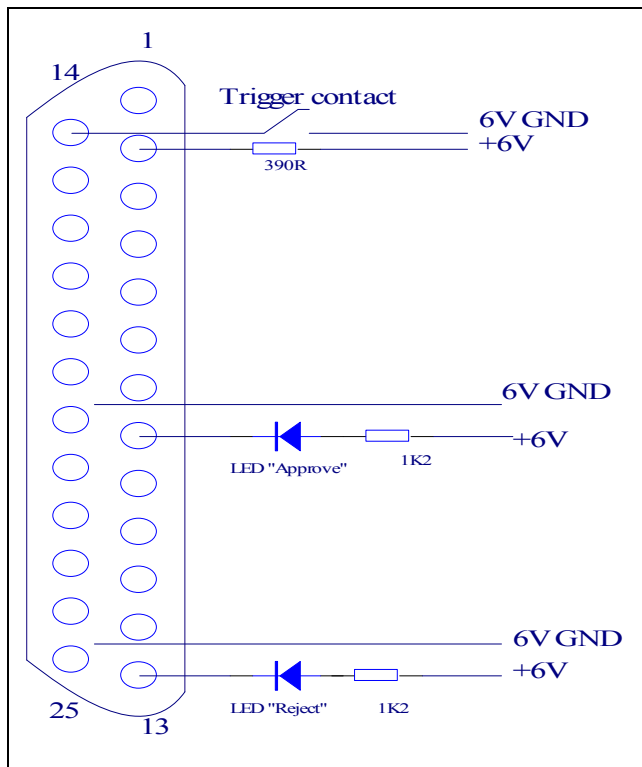 1
14
Trigger contact
6V GND
+6V
390R
6V GND
+6V
LED "Approve"
1K2
6V GND
+6V
LED "Reject"
1K2
25
13